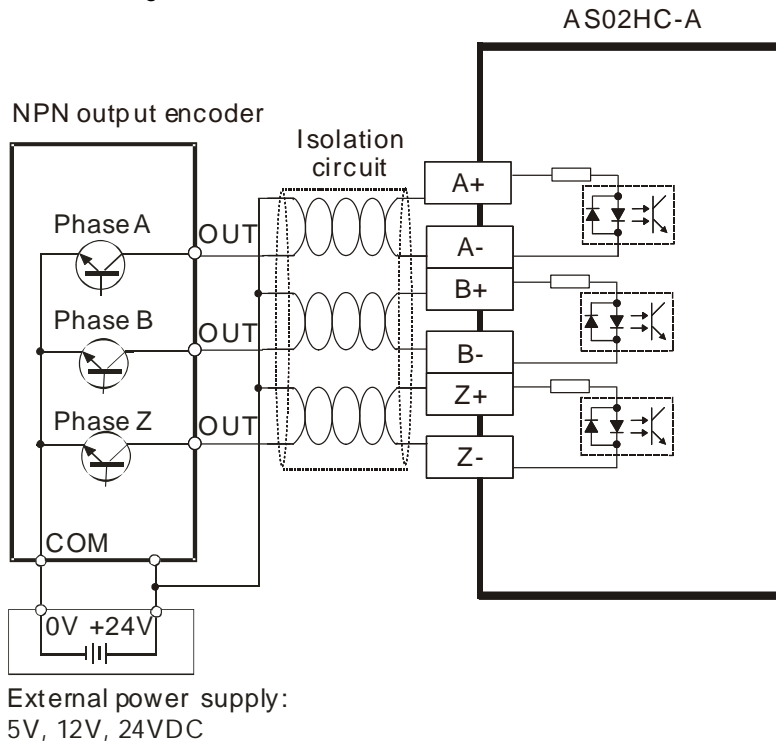 AS02HC-A
NPN output encoder
Isolation
circuit
A+
Phase A
OUT
A-
B+
Phase B
OUT
B-
Z+
Phase Z
OUT
Z-
COM
0V +24V
External power supply:
5V, 12V, 24VDC